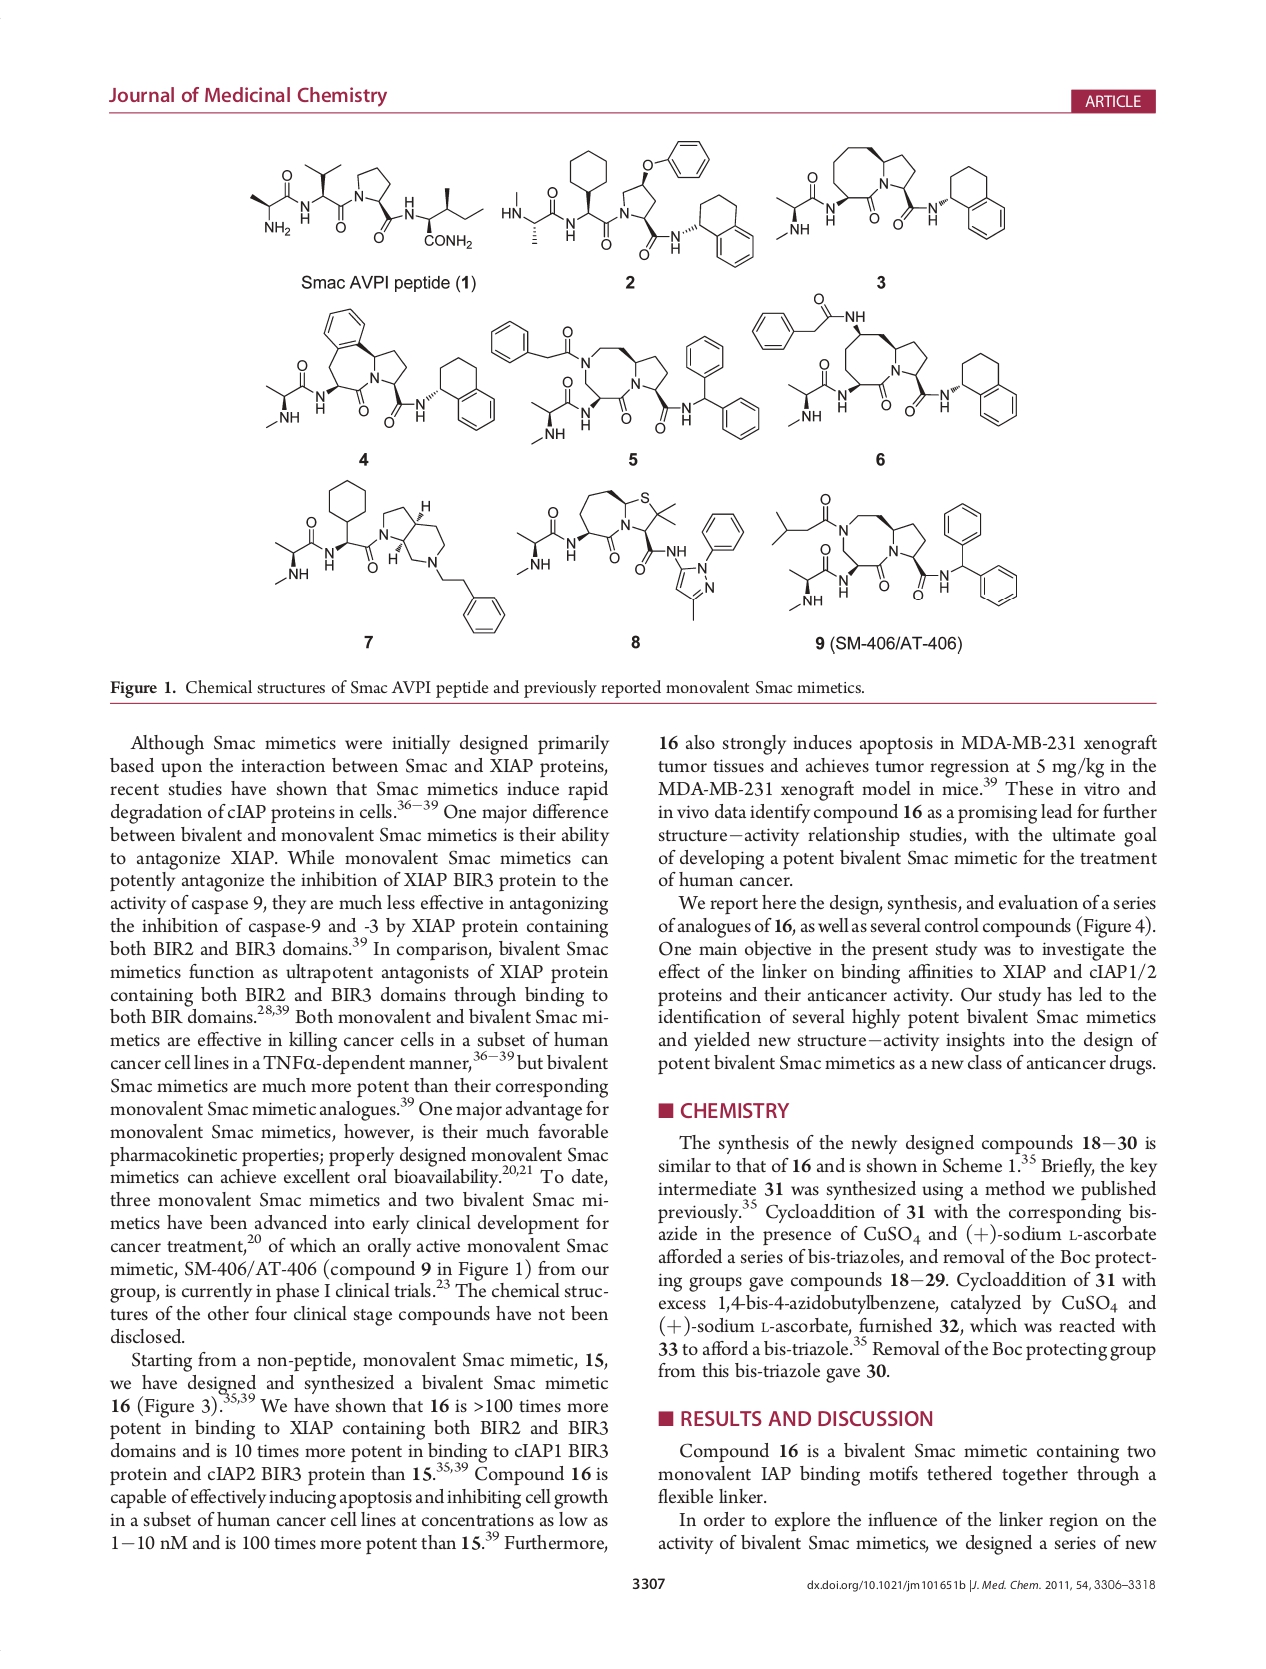 Journal of Medicinal Chemistry
ARTICLE
Smac AVPI peptide (1)
2
3
4
5
6
7
8
9 (SM-406/AT-406)
Figure 1. Chemical structures of Smac AVPI peptide and previously reported monovalent Smac mimetics.
Although Smac mimetics were initially designed primarily
based upon the interaction between Smac and XIAP proteins,
recent studies have shown that Smac mimetics induce rapid
degradation of cIAP proteins in cells.36−39 One major difference
between bivalent and monovalent Smac mimetics is their ability
to antagonize XIAP. While monovalent Smac mimetics can
potently antagonize the inhibition of XIAP BIR3 protein to the
activity of caspase 9, they are much less effective in antagonizing
the inhibition of caspase-9 and -3 by XIAP protein containing
both BIR2 and BIR3 domains.39 In comparison, bivalent Smac
mimetics function as ultrapotent antagonists of XIAP protein
containing both BIR2 and BIR3 domains through binding to
both BIR domains.28,39 Both monovalent and bivalent Smac mi-
metics are effective in killing cancer cells in a subset of human
cancer cell lines in a TNFα-dependent manner,36−39 but bivalent
Smac mimetics are much more potent than their corresponding
monovalent Smac mimetic analogues.39 One major advantage for
monovalent Smac mimetics, however, is their much favorable
pharmacokinetic properties; properly designed monovalent Smac
mimetics can achieve excellent oral bioavailability.20,21 To date,
three monovalent Smac mimetics and two bivalent Smac mi-
metics have been advanced into early clinical development for
cancer treatment,20 of which an orally active monovalent Smac
mimetic, SM-406/AT-406 (compound 9 in Figure 1) from our
group, is currently in phase I clinical trials.23 The chemical struc-
tures of the other four clinical stage compounds have not been
disclosed.
Starting from a non-peptide, monovalent Smac mimetic, 15,
we have designed and synthesized a bivalent Smac mimetic
16 (Figure 3).35,39 We have shown that 16 is >100 times more
potent in binding to XIAP containing both BIR2 and BIR3
domains and is 10 times more potent in binding to cIAP1 BIR3
protein and cIAP2 BIR3 protein than 15.35,39 Compound 16 is
capable of effectively inducing apoptosis and inhibiting cell growth
in a subset of human cancer cell lines at concentrations as low as
1−10 nM and is 100 times more potent than 15.39 Furthermore,
16 also strongly induces apoptosis in MDA-MB-231 xenograft
tumor tissues and achieves tumor regression at 5 mg/kg in the
MDA-MB-231 xenograft model in mice.39 These in vitro and
in vivo data identify compound 16 as a promising lead for further
structure−activity relationship studies, with the ultimate goal
of developing a potent bivalent Smac mimetic for the treatment
of human cancer.
We report here the design, synthesis, and evaluation of a series
of analogues of 16, as well as several control compounds (Figure 4).
One main objective in the present study was to investigate the
effect of the linker on binding affinities to XIAP and cIAP1/2
proteins and their anticancer activity. Our study has led to the
identification of several highly potent bivalent Smac mimetics
and yielded new structure−activity insights into the design of
potent bivalent Smac mimetics as a new class of anticancer drugs.
■ CHEMISTRY
The synthesis of the newly designed compounds 18−30 is
similar to that of 16 and is shown in Scheme 1.35 Briefly, the key
intermediate 31 was synthesized using a method we published
previously.35 Cycloaddition of 31 with the corresponding bis-
azide in the presence of CuSO4 and (+)-sodium L-ascorbate
afforded a series of bis-triazoles, and removal of the Boc protect-
ing groups gave compounds 18−29. Cycloaddition of 31 with
excess 1,4-bis-4-azidobutylbenzene, catalyzed by CuSO4 and
(+)-sodium L-ascorbate, furnished 32, which was reacted with
33 to afford a bis-triazole.35 Removal of the Boc protecting group
from this bis-triazole gave 30.
■ RESULTS AND DISCUSSION
Compound 16 is a bivalent Smac mimetic containing two
monovalent IAP binding motifs tethered together through a
flexible linker.
In order to explore the influence of the linker region on the
activity of bivalent Smac mimetics, we designed a series of new
3307
dx.doi.org/10.1021/jm101651b |J. Med. Chem. 2011, 54, 3306–3318